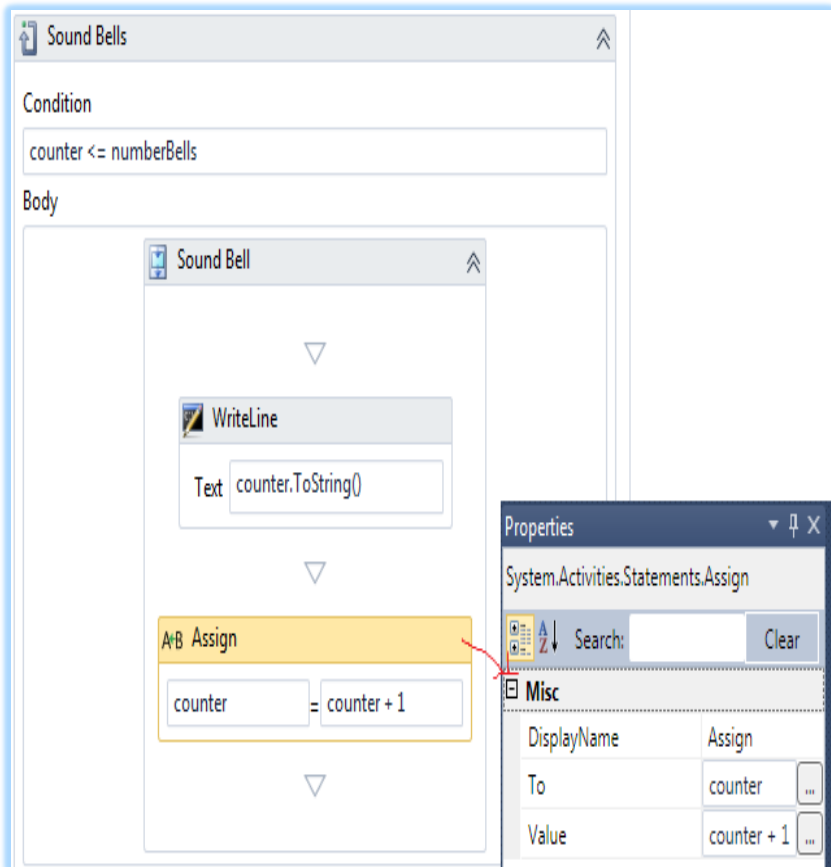 Sound Bells
Condition
counter <= numberBells
Body
Sound Bell
WriteLine
Text counter.ToString()
A+B Assign
counter = counter + 1
Properties
System.Activities.Statements.Assign
A
Z
Search: Clear
Misc
DisplayName Assign
To counter ...
Value counter + 1 ...